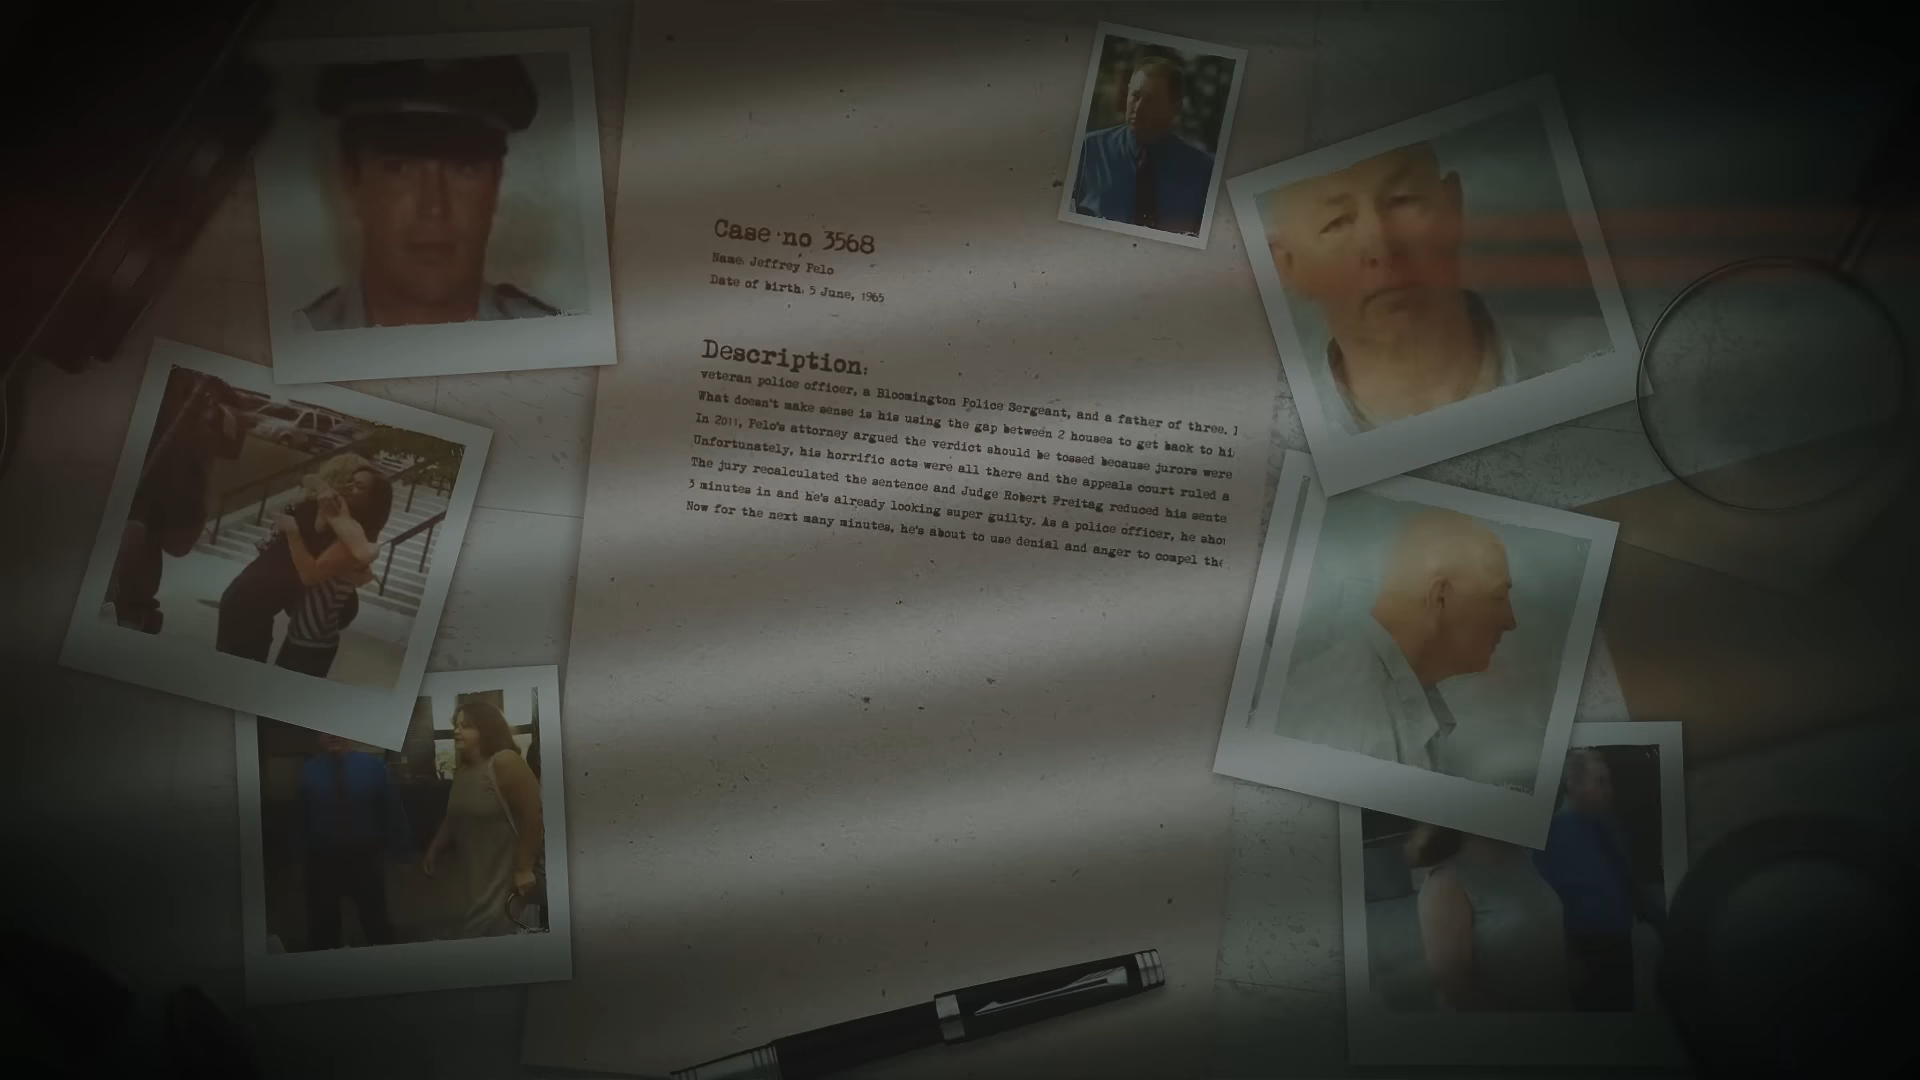 Case no 3568
Name: Jeffrey Pelo
Date of birth: 5 June, 1965
Description:
veteran police officer, a Bloomington Police Sergeant, and a father of three.
What doesn't make sense is his using the gap between 2 houses to get back to hi
In 2011, Pelo's attorney argued the verdict should be tossed because jurors were
Unfortunately, his horrific acts were all there and the appeals court ruled a
The jury recalculated the sentence and Judge Robert Freitag reduced his sente
3 minutes in and he's already looking super guilty. As a police officer, he sho
Now for the next many minutes, he's about to use denial and anger to compel the